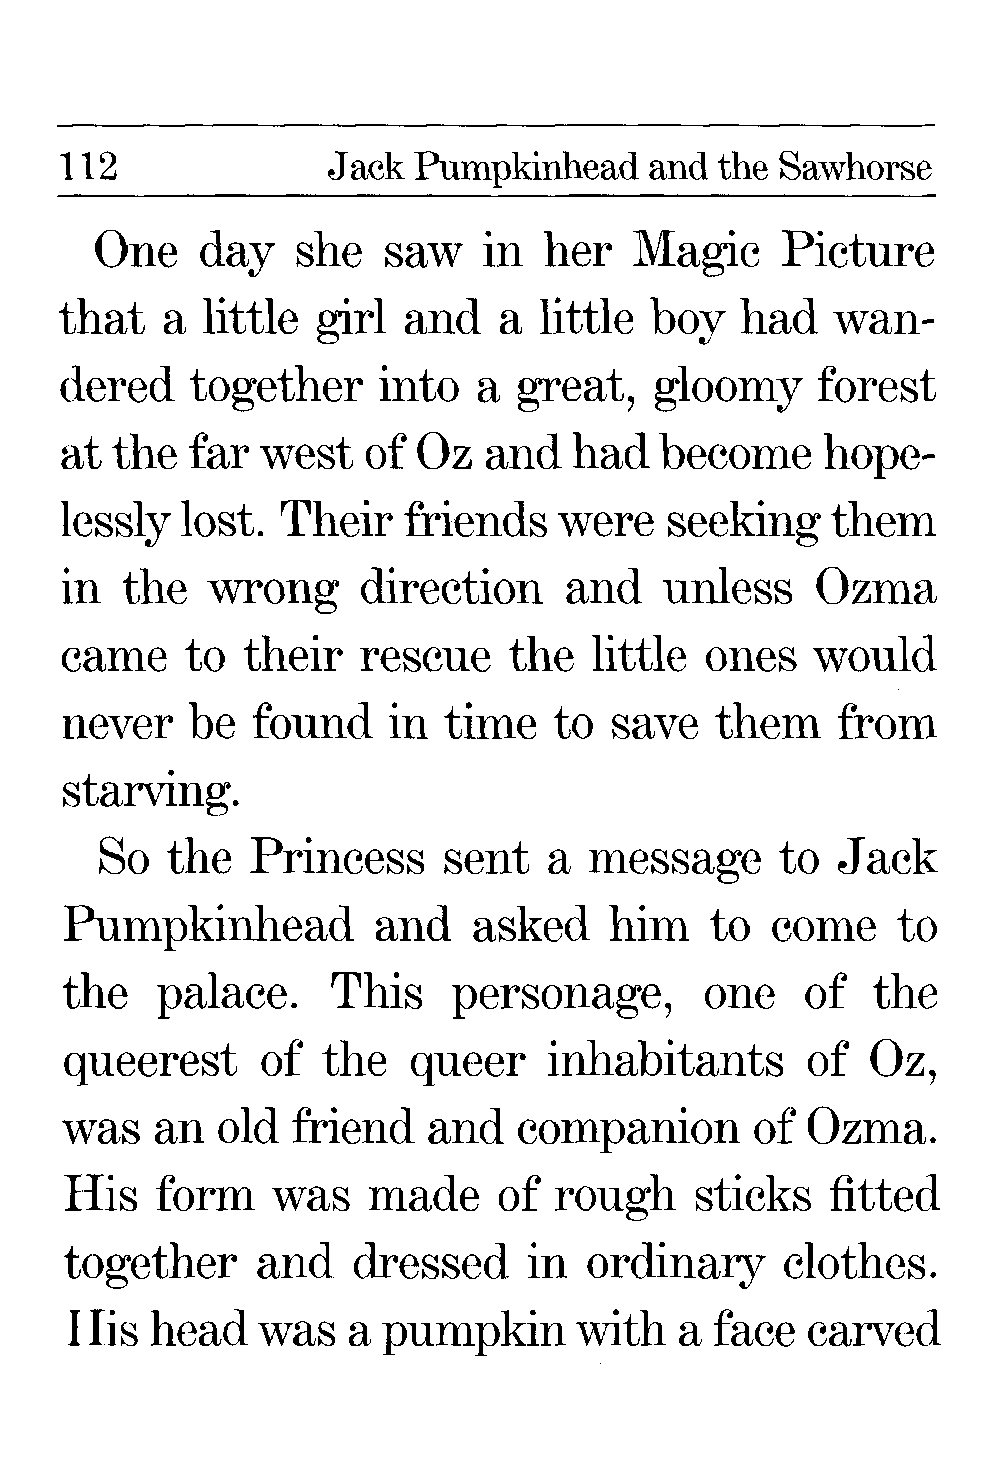 112 Jack Pumpkinhead and the Sawhorse
One day she saw in her Magic Picture
that a little girl and a little boy had wan-
dered together into a great, gloomy forest
at the far west of Oz and had become hope-
lessly lost. Their friends were seeking them
in the wrong direction and unless Ozma
came to their rescue the little ones would
never be found in time to save them from
starving.
So the Princess sent a message to Jack
Pumpkinhead and asked him to come to
the palace. This personage, one of the
queerest of the queer inhabitants of Oz,
was an old friend and companion of Ozma.
His form was made of rough sticks fitted
together and dressed in ordinary clothes.
His head was a pumpkin with a face carved